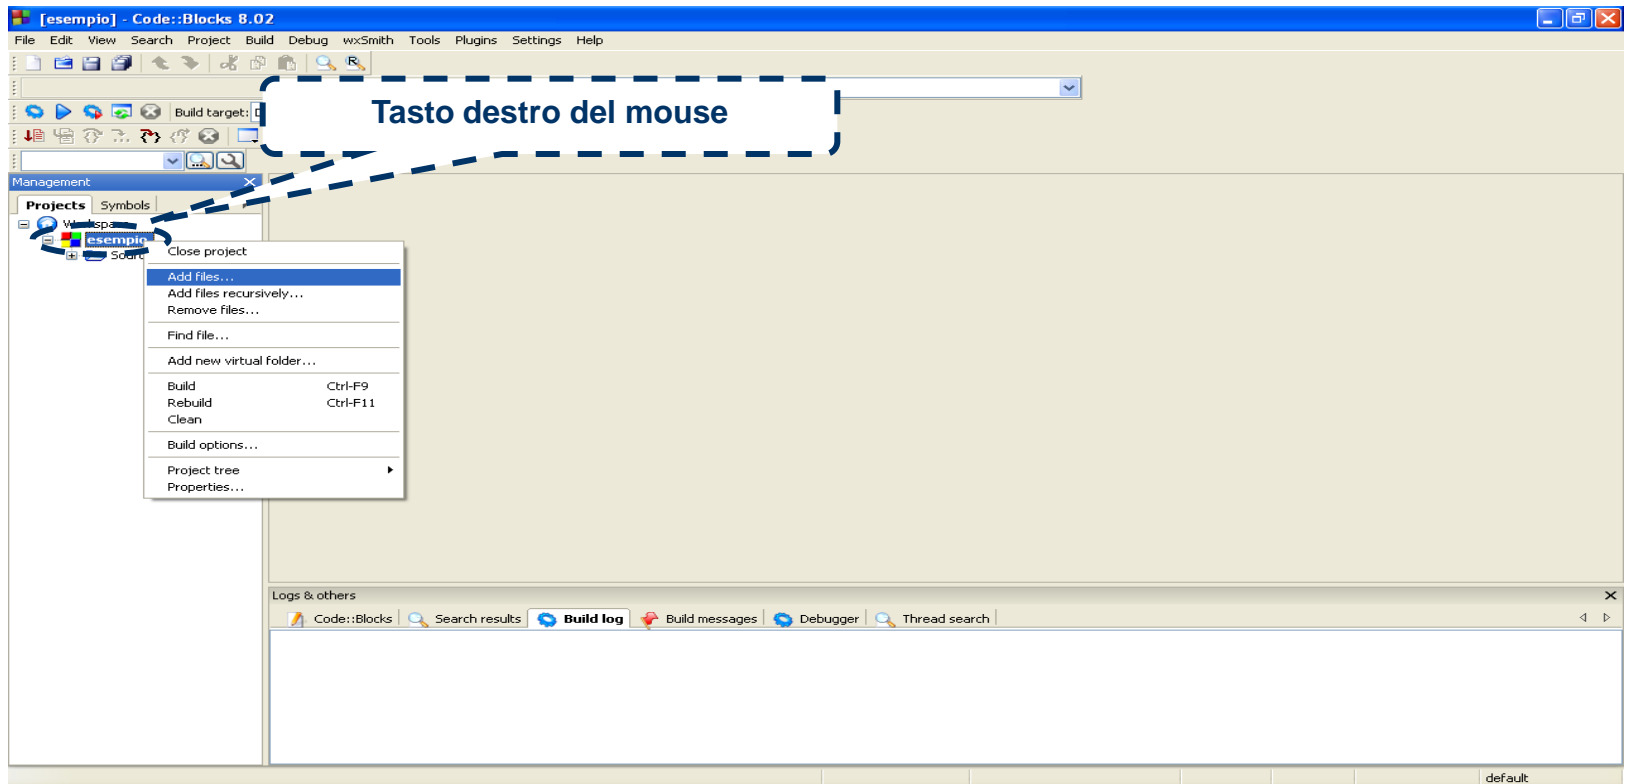 [esempio] - Code::Blocks 8.02
File Edit View Search Project Build Debug wxSmith Tools Plugins Settings Help
Tasto destro del mouse
Build target:
Management
Projects Symbols
esempio
Close project
Add files...
Add files recursively...
Remove files...
Find file...
Add new virtual folder...
Build Ctrl-F9
Rebuild Ctrl-F11
Clean
Build options...
Project tree
Properties...
Logs & others
Code::Blocks Search results Build log Build messages Debugger Thread search
default